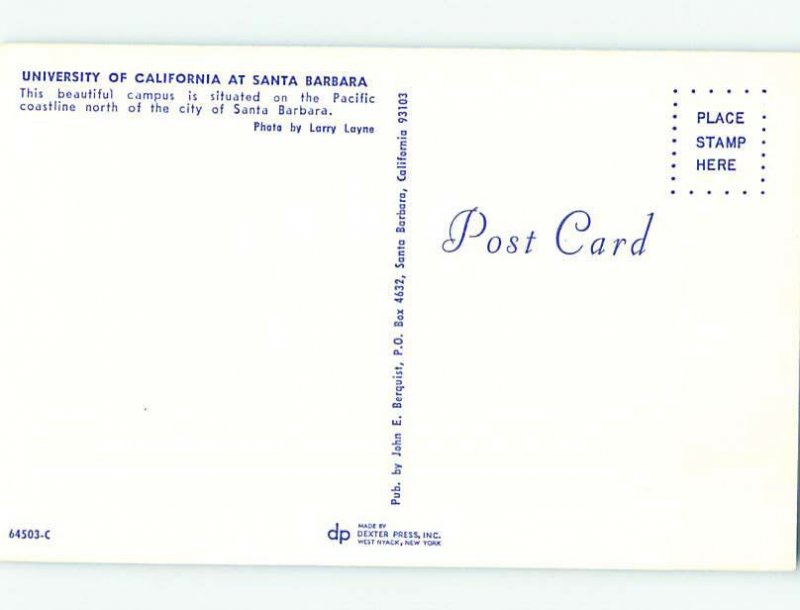 UNIVERSITY OF CALIFORNIA AT SANTA BARBARA
This beautiful campus is situated on the Pacific
coastline north of the city of Santa Barbara.
Photo by Larry Layne
Pub. by John E. Berquist, P.O. Box 4632, Santa Barbara, California 93103
PLACE
STAMP
HERE
Post Card
64503-C
dp
MADE BY
DEXTER PRESS, INC.
WEST NYACK, NEW YORK